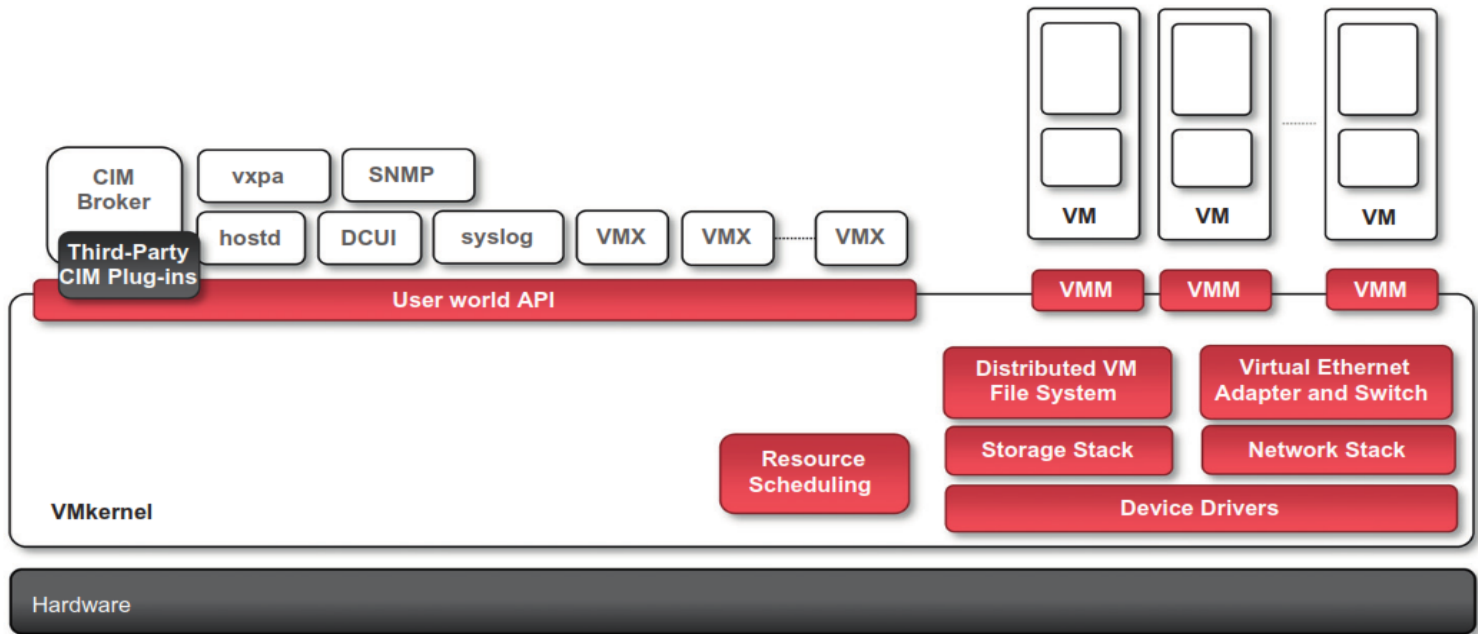 CIM
Broker
vxpa
SNMP
hostd
DCUI
syslog
VMX
VMX
VMX
Third-Party
CIM Plug-ins
User world API
VM
VM
VM
VMM
VMM
VMM
Distributed VM
File System
Virtual Ethernet
Adapter and Switch
Resource
Scheduling
Storage Stack
Network Stack
Device Drivers
VMkernel
Hardware